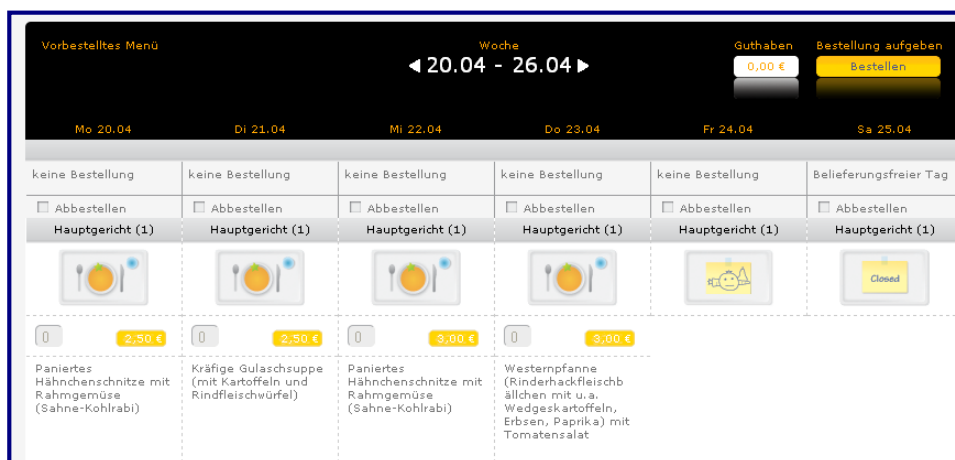 Vorbestelltes Menü
Woche
Guthaben
Bestellung aufgeben
20.04 - 26.04
0,00 €
Bestellen
Mo 20.04
Di 21.04
Mi 22.04
Do 23.04
Fr 24.04
Sa 25.04
keine Bestellung
keine Bestellung
keine Bestellung
keine Bestellung
keine Bestellung
Belieferungsfreier Tag
Abbestellen
Abbestellen
Abbestellen
Abbestellen
Abbestellen
Abbestellen
Hauptgericht (1)
Hauptgericht (1)
Hauptgericht (1)
Hauptgericht (1)
Hauptgericht (1)
Hauptgericht (1)
Closed
0
2,50 €
0
2,50 €
0
3,00 €
0
3,00 €
Paniertes
Hähnchenschnitze mit
Rahmgemüse
(Sahne-Kohlrabi)
Kräfige Gulaschsuppe
(mit Kartoffeln und
Rindfleischwürfel)
Paniertes
Hähnchenschnitze mit
Rahmgemüse
(Sahne-Kohlrabi)
Westernpfanne
(Rinderhackfleischb
ällchen mit u.a.
Wedgeskartoffeln,
Erbsen, Paprika) mit
Tomatensalat